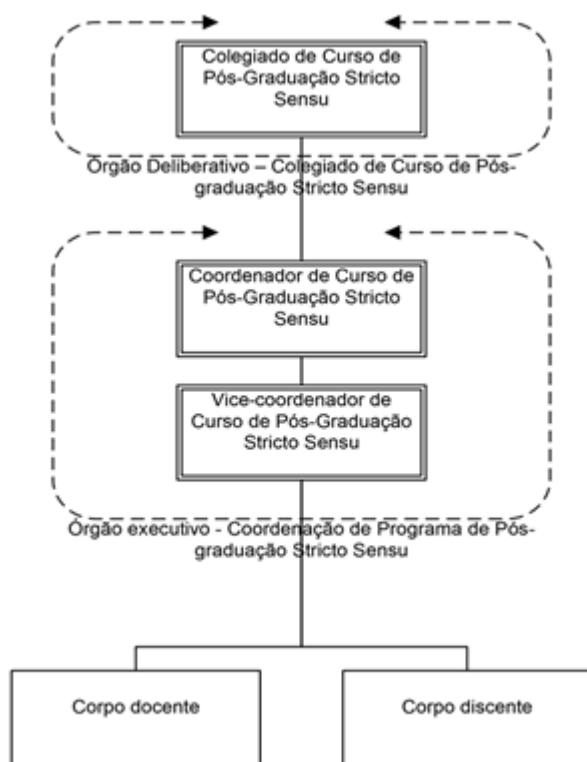 Colegiado de Curso de
Pós-Graduação Stricto
Sensu
Órgão Deliberativo – Colegiado de Curso de Pós-
graduação Stricto Sensu
Coordenador de Curso de
Pós-Graduação Stricto
Sensu
Vice-coordenador de
Curso de Pós-Graduação
Stricto Sensu
Órgão executivo - Coordenação de Programa de Pós-
graduação Stricto Sensu
Corpo docente
Corpo discente